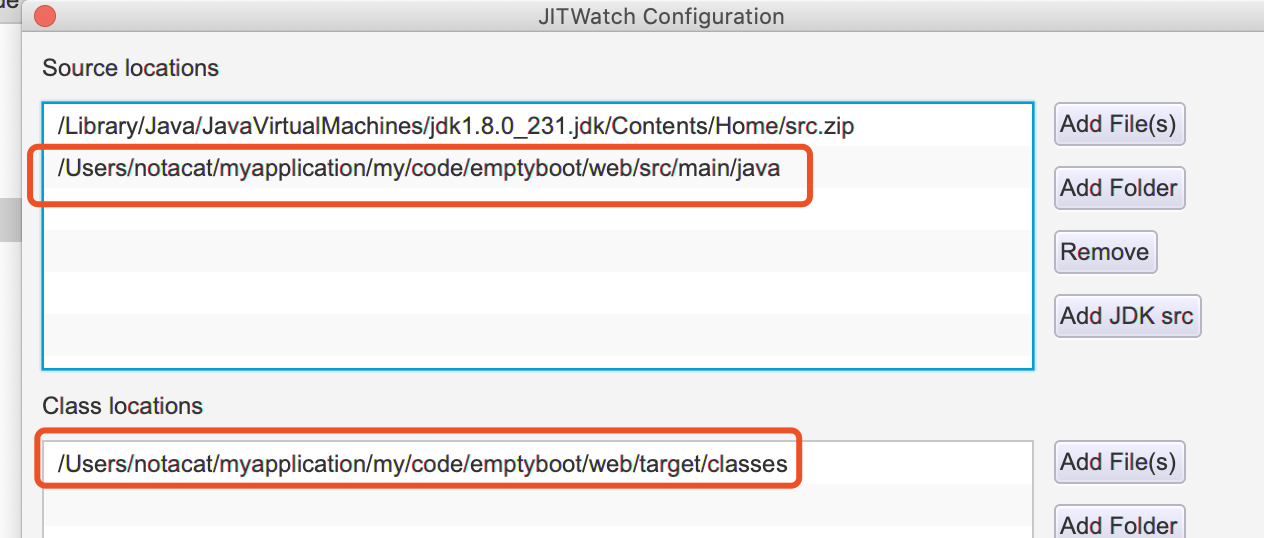 JITWatch Configuration
Source locations
/Library/Java/JavaVirtualMachines/jdk1.8.0_231.jdk/Contents/Home/src.zip
/Users/notacat/myapplication/my/code/emptyboot/web/src/main/java
Add File(s)
Add Folder
Remove
Add JDK src
Class locations
/Users/notacat/myapplication/my/code/emptyboot/web/target/classes
Add File(s)
Add Folder